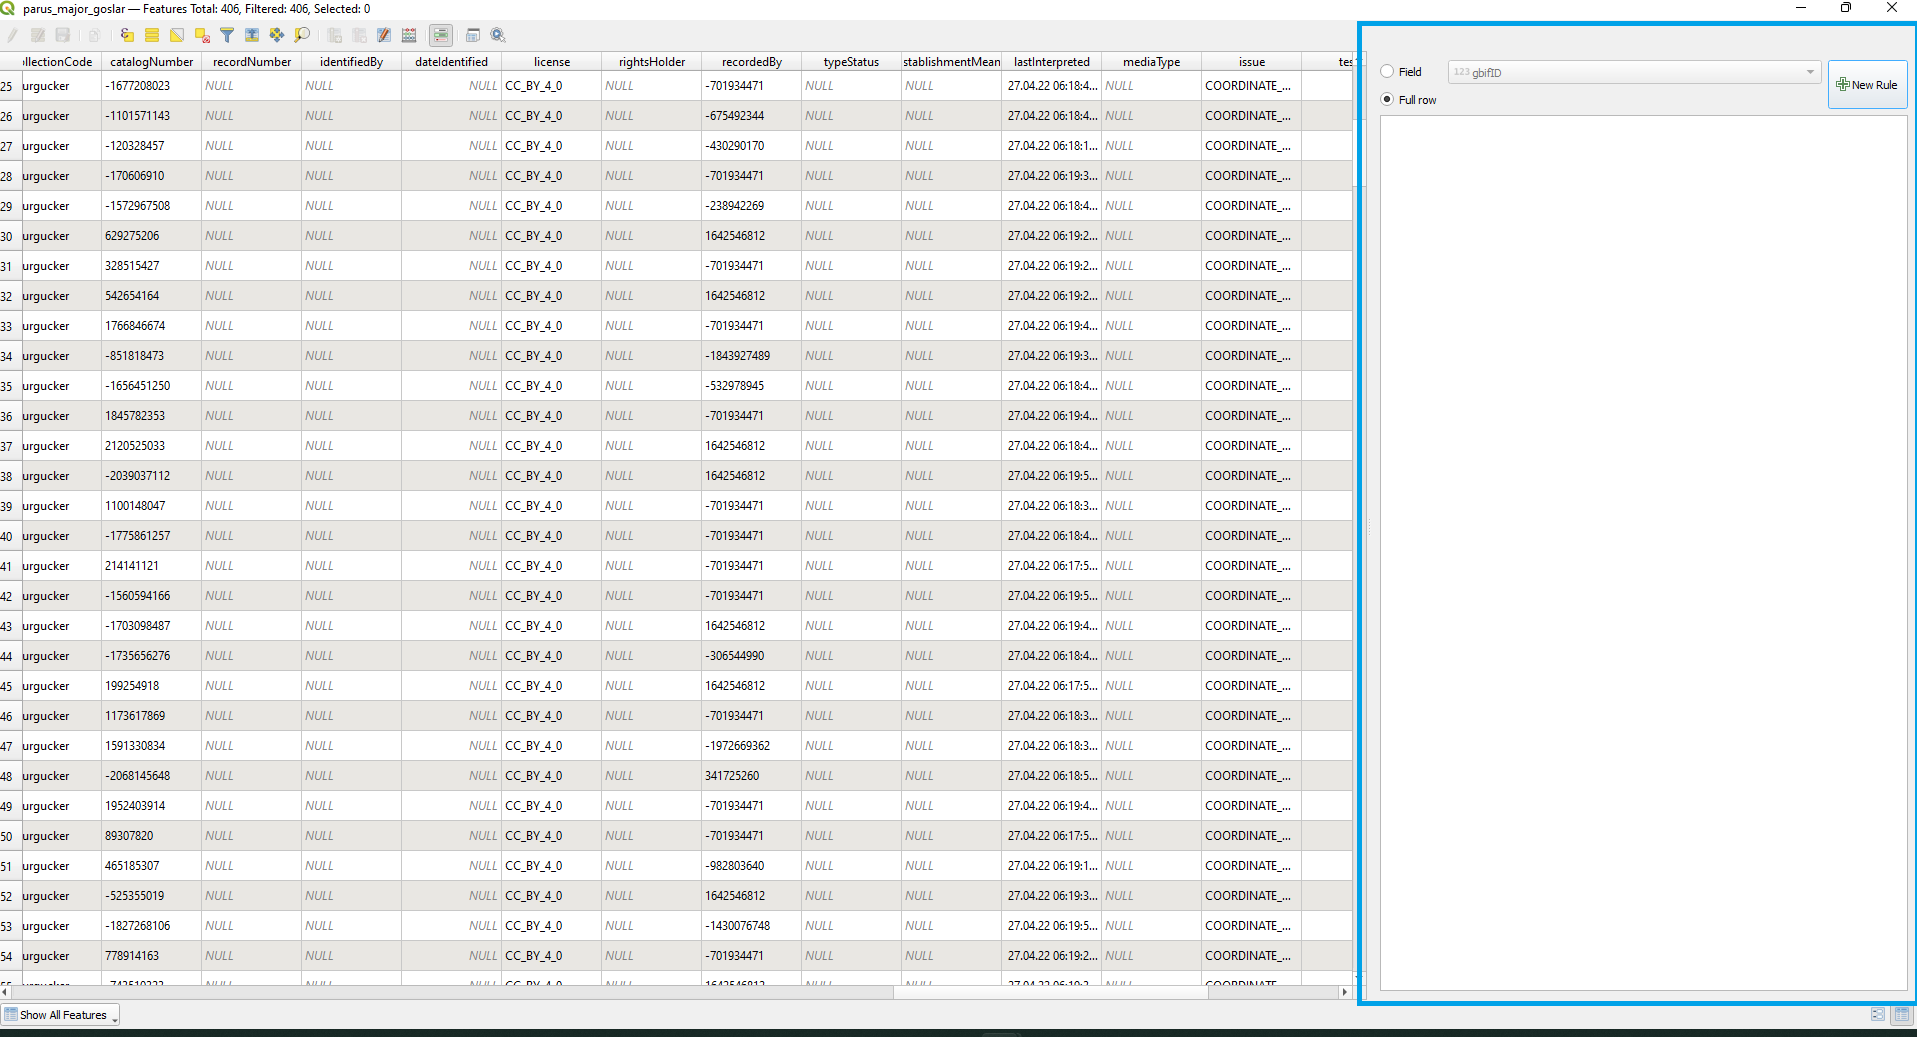 parus_major_goslar — Features Total: 406, Filtered: 406, Selected: 0
llectionCode catalogNumber recordNumber identifiedBy dateIdentified license rightsHolder recordedBy typeStatus stablishmentMean lastInterpreted mediaType issue tes
25 urgucker -1677208023 NULL NULL NULL CC_BY_4_0 NULL -701934471 NULL NULL 27.04.22 06:18:4... NULL COORDINATE_...
26 urgucker -1101571143 NULL NULL NULL CC_BY_4_0 NULL -675492344 NULL NULL 27.04.22 06:18:4... NULL COORDINATE_...
27 urgucker -120328457 NULL NULL NULL CC_BY_4_0 NULL -430290170 NULL NULL 27.04.22 06:18:1... NULL COORDINATE_...
28 urgucker -170606910 NULL NULL NULL CC_BY_4_0 NULL -701934471 NULL NULL 27.04.22 06:19:3... NULL COORDINATE_...
29 urgucker -1572967508 NULL NULL NULL CC_BY_4_0 NULL -238942269 NULL NULL 27.04.22 06:18:4... NULL COORDINATE_...
30 urgucker 629275206 NULL NULL NULL CC_BY_4_0 NULL 1642546812 NULL NULL 27.04.22 06:19:2... NULL COORDINATE_...
31 urgucker 328515427 NULL NULL NULL CC_BY_4_0 NULL -701934471 NULL NULL 27.04.22 06:19:2... NULL COORDINATE_...
32 urgucker 542654164 NULL NULL NULL CC_BY_4_0 NULL 1642546812 NULL NULL 27.04.22 06:19:2... NULL COORDINATE_...
33 urgucker 1766846674 NULL NULL NULL CC_BY_4_0 NULL -701934471 NULL NULL 27.04.22 06:19:4... NULL COORDINATE_...
34 urgucker -851818473 NULL NULL NULL CC_BY_4_0 NULL -1843927489 NULL NULL 27.04.22 06:19:3... NULL COORDINATE_...
35 urgucker -1656451250 NULL NULL NULL CC_BY_4_0 NULL -532978945 NULL NULL 27.04.22 06:18:4... NULL COORDINATE_...
36 urgucker 1845782353 NULL NULL NULL CC_BY_4_0 NULL -701934471 NULL NULL 27.04.22 06:19:4... NULL COORDINATE_...
37 urgucker 2120525033 NULL NULL NULL CC_BY_4_0 NULL 1642546812 NULL NULL 27.04.22 06:18:4... NULL COORDINATE_...
38 urgucker -2039037112 NULL NULL NULL CC_BY_4_0 NULL 1642546812 NULL NULL 27.04.22 06:19:5... NULL COORDINATE_...
39 urgucker 1100148047 NULL NULL NULL CC_BY_4_0 NULL -701934471 NULL NULL 27.04.22 06:18:3... NULL COORDINATE_...
40 urgucker -1775861257 NULL NULL NULL CC_BY_4_0 NULL -701934471 NULL NULL 27.04.22 06:18:4... NULL COORDINATE_...
41 urgucker 214141121 NULL NULL NULL CC_BY_4_0 NULL -701934471 NULL NULL 27.04.22 06:17:5... NULL COORDINATE_...
42 urgucker -1560594166 NULL NULL NULL CC_BY_4_0 NULL -701934471 NULL NULL 27.04.22 06:19:5... NULL COORDINATE_...
43 urgucker -1703098487 NULL NULL NULL CC_BY_4_0 NULL 1642546812 NULL NULL 27.04.22 06:19:4... NULL COORDINATE_...
44 urgucker -1735656276 NULL NULL NULL CC_BY_4_0 NULL -306544990 NULL NULL 27.04.22 06:18:4... NULL COORDINATE_...
45 urgucker 199254918 NULL NULL NULL CC_BY_4_0 NULL 1642546812 NULL NULL 27.04.22 06:17:5... NULL COORDINATE_...
46 urgucker 1173617869 NULL NULL NULL CC_BY_4_0 NULL -701934471 NULL NULL 27.04.22 06:18:3... NULL COORDINATE_...
47 urgucker 1591330834 NULL NULL NULL CC_BY_4_0 NULL -1972669362 NULL NULL 27.04.22 06:18:3... NULL COORDINATE_...
48 urgucker -2068145648 NULL NULL NULL CC_BY_4_0 NULL 341725260 NULL NULL 27.04.22 06:18:5... NULL COORDINATE_...
49 urgucker 1952403914 NULL NULL NULL CC_BY_4_0 NULL -701934471 NULL NULL 27.04.22 06:19:4... NULL COORDINATE_...
50 urgucker 89307820 NULL NULL NULL CC_BY_4_0 NULL -701934471 NULL NULL 27.04.22 06:17:5... NULL COORDINATE_...
51 urgucker 465185307 NULL NULL NULL CC_BY_4_0 NULL -982803640 NULL NULL 27.04.22 06:19:1... NULL COORDINATE_...
52 urgucker -525355019 NULL NULL NULL CC_BY_4_0 NULL 1642546812 NULL NULL 27.04.22 06:19:3... NULL COORDINATE_...
53 urgucker -1827268106 NULL NULL NULL CC_BY_4_0 NULL -1430076748 NULL NULL 27.04.22 06:19:5... NULL COORDINATE_...
54 urgucker 778914163 NULL NULL NULL CC_BY_4_0 NULL -701934471 NULL NULL 27.04.22 06:19:2... NULL COORDINATE_...
Show All Features
Field 123 gbifID
New Rule
Full row